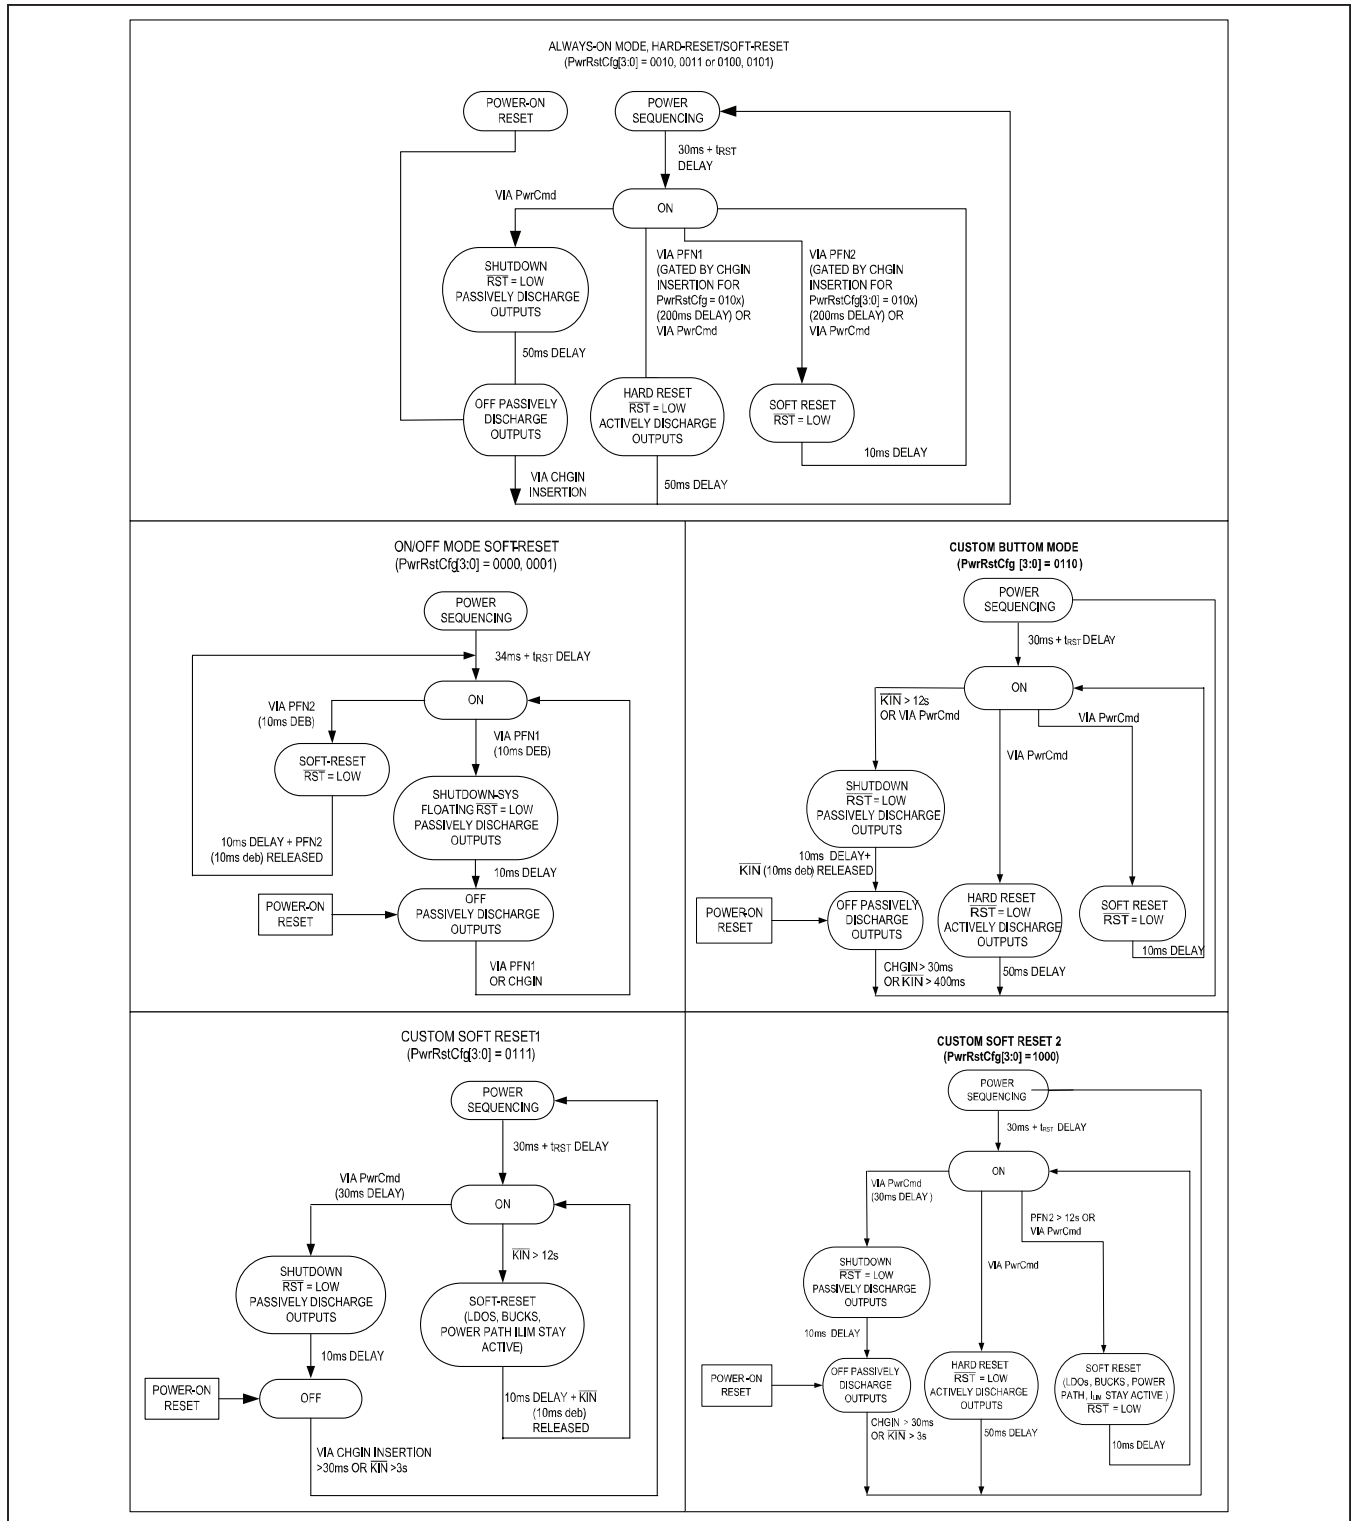 ALWAYS-ON MODE, HARD-RESET/SOFT-RESET
(PwrRstCfg[3:0] = 0010, 0011 or 0100, 0101)
POWER-ON
RESET
POWER
SEQUENCING
30ms + tRST
DELAY
VIA PwrCmd
ON
SHUTDOWN
RST = LOW
PASSIVELY DISCHARGE
OUTPUTS
VIA PFN1
(GATED BY CHGIN
INSERTION FOR
PwrRstCfg = 010x)
(200ms DELAY) OR
VIA PwrCmd
VIA PFN2
(GATED BY CHGIN
INSERTION FOR
PwrRstCfg[3:0] = 010x)
(200ms DELAY) OR
VIA PwrCmd
50ms DELAY
OFF PASSIVELY
DISCHARGE
OUTPUTS
HARD RESET
RST = LOW
ACTIVELY DISCHARGE
OUTPUTS
SOFT RESET
RST = LOW
10ms DELAY
VIA CHGIN
INSERTION
50ms DELAY
ON/OFF MODE SOFT-RESET
(PwrRstCfg[3:0] = 0000, 0001)
POWER
SEQUENCING
34ms + tRST DELAY
ON
VIA PFN2
(10ms DEB)
VIA PFN1
(10ms DEB)
SOFT-RESET
RST = LOW
SHUTDOWN-SYS
FLOATING RST = LOW
PASSIVELY DISCHARGE
OUTPUTS
10ms DELAY + PFN2
(10ms deb) RELEASED
10ms DELAY
POWER-ON
RESET
OFF
PASSIVELY DISCHARGE
OUTPUTS
VIA PFN1
OR CHGIN
CUSTOM BUTTOM MODE
(PwrRstCfg [3:0] = 0110)
POWER
SEQUENCING
30ms + tRST DELAY
ON
KIN > 12s
OR VIA PwrCmd
VIA PwrCmd
VIA PwrCmd
SHUTDOWN
RST = LOW
PASSIVELY DISCHARGE
OUTPUTS
10ms DELAY+
KIN (10ms deb) RELEASED
POWER-ON
RESET
OFF PASSIVELY
DISCHARGE
OUTPUTS
HARD RESET
RST = LOW
ACTIVELY DISCHARGE
OUTPUTS
SOFT RESET
RST = LOW
10ms DELAY
CHGIN > 30ms
OR KIN > 400ms
50ms DELAY
CUSTOM SOFT RESET1
(PwrRstCfg[3:0] = 0111)
POWER
SEQUENCING
30ms + tRST DELAY
VIA PwrCmd
(30ms DELAY)
ON
KIN > 12s
SHUTDOWN
RST = LOW
PASSIVELY DISCHARGE
OUTPUTS
SOFT-RESET
(LDOS, BUCKS,
POWER PATH ILIM STAY
ACTIVE)
10ms DELAY
POWER-ON
RESET
OFF
10ms DELAY + KIN
(10ms deb)
RELEASED
VIA CHGIN INSERTION
>30ms OR KIN >3s
CUSTOM SOFT RESET 2
(PwrRstCfg[3:0] = 1000)
POWER
SEQUENCING
30ms + tRST DELAY
ON
VIA PwrCmd
(30ms DELAY )
PFN2 > 12s OR
VIA PwrCmd
VIA PwrCmd
SHUTDOWN
RST = LOW
PASSIVELY DISCHARGE
OUTPUTS
10ms DELAY
POWER-ON
RESET
OFF PASSIVELY
DISCHARGE
OUTPUTS
HARD RESET
RST = LOW
ACTIVELY DISCHARGE
OUTPUTS
SOFT RESET
(LDOs, BUCKS , POWER
PATH, ILIM STAY ACTIVE )
RST = LOW
CHGIN > 30ms
OR KIN > 3s
50ms DELAY
10ms DELAY